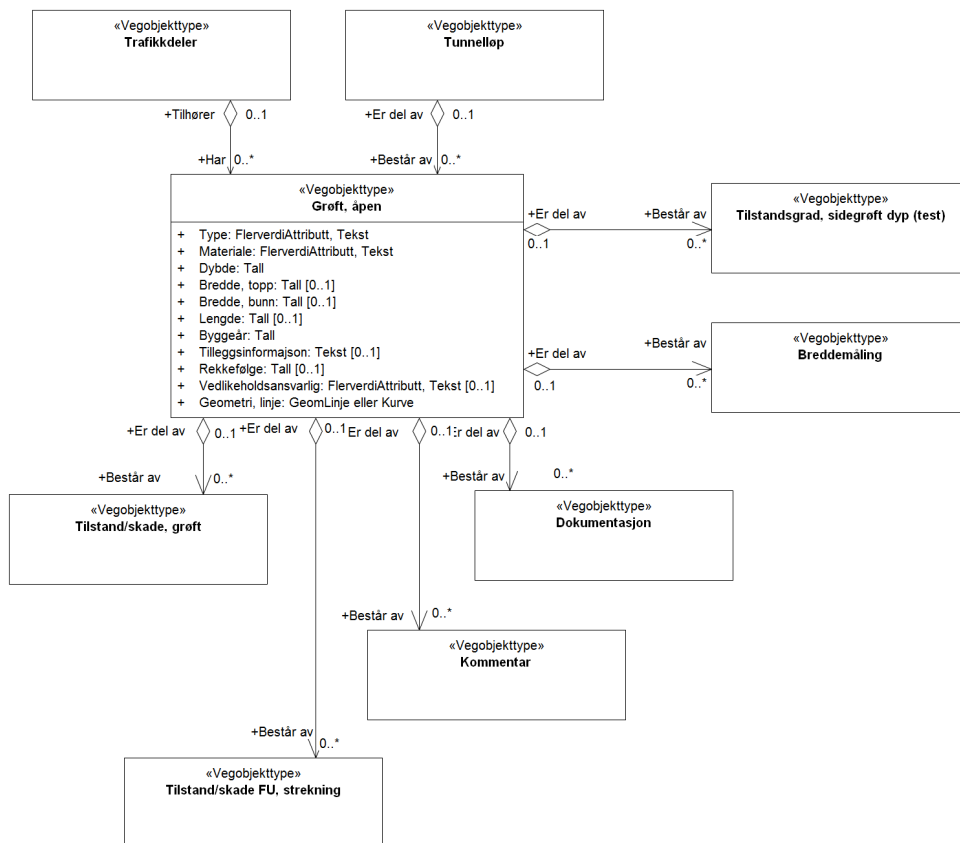 «Vegobjekttype»
Trafikkdeler
«Vegobjekttype»
Tunnelløp
+Tilhører 0..1
+Er del av 0..1
+Har 0..*
+Består av 0..*
«Vegobjekttype»
Grøft, åpen
+ Type: FlerverdiAttributt, Tekst
+ Materiale: FlerverdiAttributt, Tekst
+ Dybde: Tall
+ Bredde, topp: Tall [0..1]
+ Bredde, bunn: Tall [0..1]
+ Lengde: Tall [0..1]
+ Byggeår: Tall
+ Tilleggsinformajson: Tekst [0..1]
+ Rekkefølge: Tall [0..1]
+ Vedlikeholdsansvarlig: FlerverdiAttributt, Tekst [0..1]
+ Geometri, linje: GeomLinje eller Kurve
+Er del av
0..1
+Består av
0..*
«Vegobjekttype»
Tilstandsgrad, sidegrøft dyp (test)
+Er del av
0..1
+Består av
0..*
«Vegobjekttype»
Breddemåling
+Er del av 0..1
+Er del av 0..1
Er del av 0..1
Er del av 0..1
+Består av 0..*
«Vegobjekttype»
Tilstand/skade, grøft
+Består av 0..*
«Vegobjekttype»
Dokumentasjon
+Består av 0..*
«Vegobjekttype»
Kommentar
+Består av 0..*
«Vegobjekttype»
Tilstand/skade FU, strekning